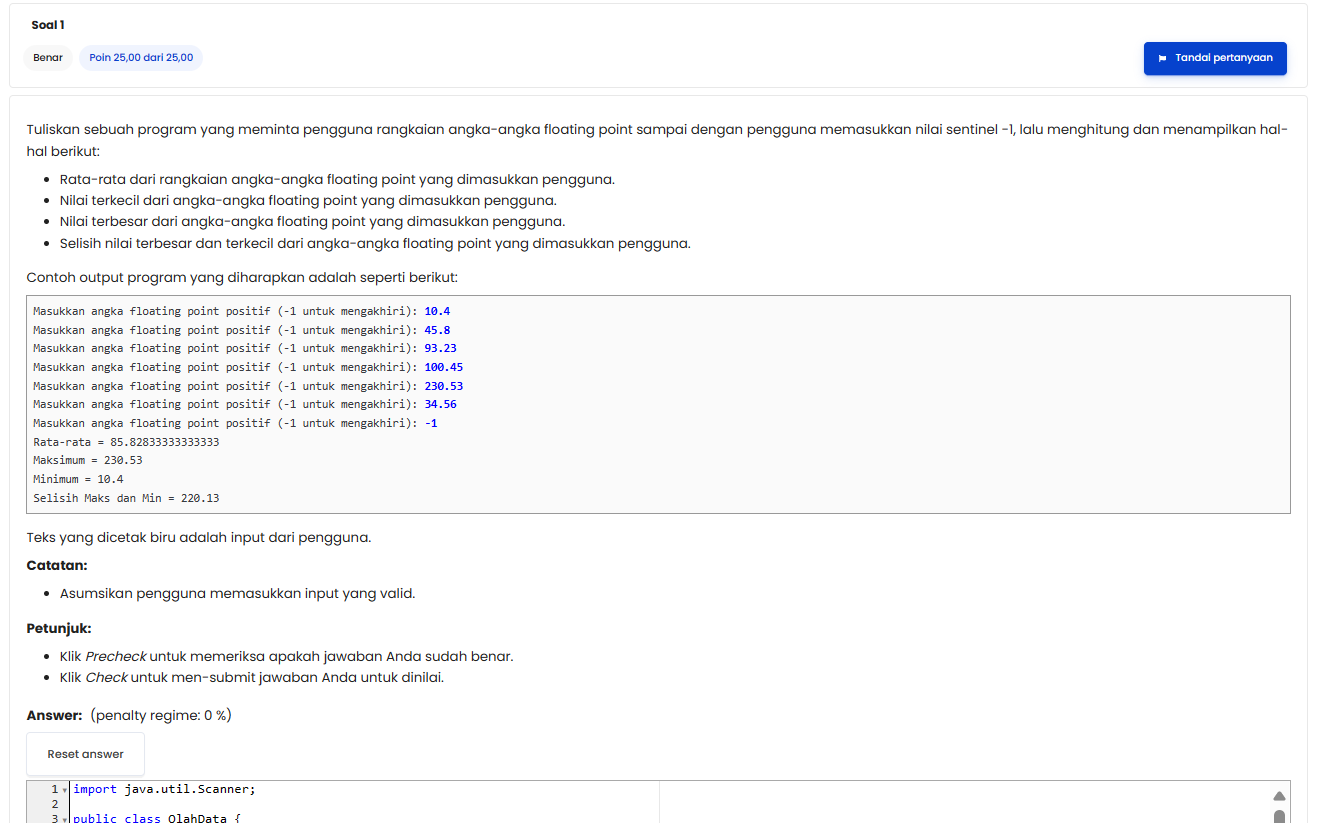 Soal 1
Benar
Poin 25,00 dari 25,00
Tandai pertanyaan
Tuliskan sebuah program yang meminta pengguna rangkaian angka-angka floating point sampai dengan pengguna memasukkan nilai sentinel -1, lalu menghitung dan menampilkan hal-
hal berikut:
Rata-rata dari rangkaian angka-angka floating point yang dimasukkan pengguna.
Nilai terkecil dari angka-angka floating point yang dimasukkan pengguna.
Nilai terbesar dari angka-angka floating point yang dimasukkan pengguna.
Selisih nilai terbesar dan terkecil dari angka-angka floating point yang dimasukkan pengguna.
Contoh output program yang diharapkan adalah seperti berikut:
Masukkan angka floating point positif (-1 untuk mengakhiri): 10.4
Masukkan angka floating point positif (-1 untuk mengakhiri): 45.8
Masukkan angka floating point positif (-1 untuk mengakhiri): 93.23
Masukkan angka floating point positif (-1 untuk mengakhiri): 100.45
Masukkan angka floating point positif (-1 untuk mengakhiri): 230.53
Masukkan angka floating point positif (-1 untuk mengakhiri): 34.56
Masukkan angka floating point positif (-1 untuk mengakhiri): -1
Rata-rata = 85.82833333333333
Maksimum = 230.53
Minimum = 10.4
Selisih Maks dan Min = 220.13
Teks yang dicetak biru adalah input dari pengguna.
Catatan:
Asumsikan pengguna memasukkan input yang valid.
Petunjuk:
Klik Precheck untuk memeriksa apakah jawaban Anda sudah benar.
Klik Check untuk men-submit jawaban Anda untuk dinilai.
Answer: (penalty regime: 0 %)
Reset answer
1 import java.util.Scanner;
2
3 public class OlahData {